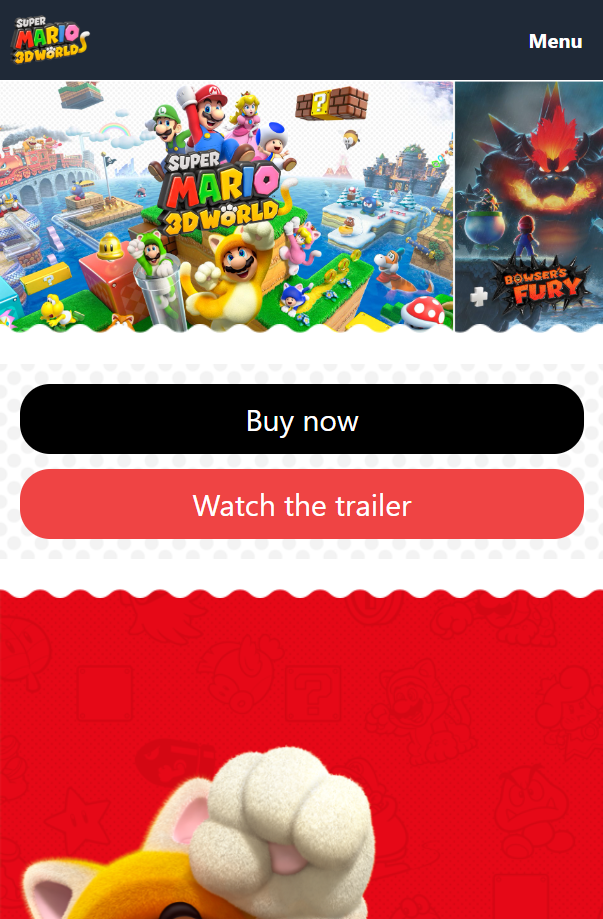 SUPER
MARIO
3D WORLD
Menu
SUPER
MARIO
3D WORLD
BOWSER'S
FURY
Buy now
Watch the trailer